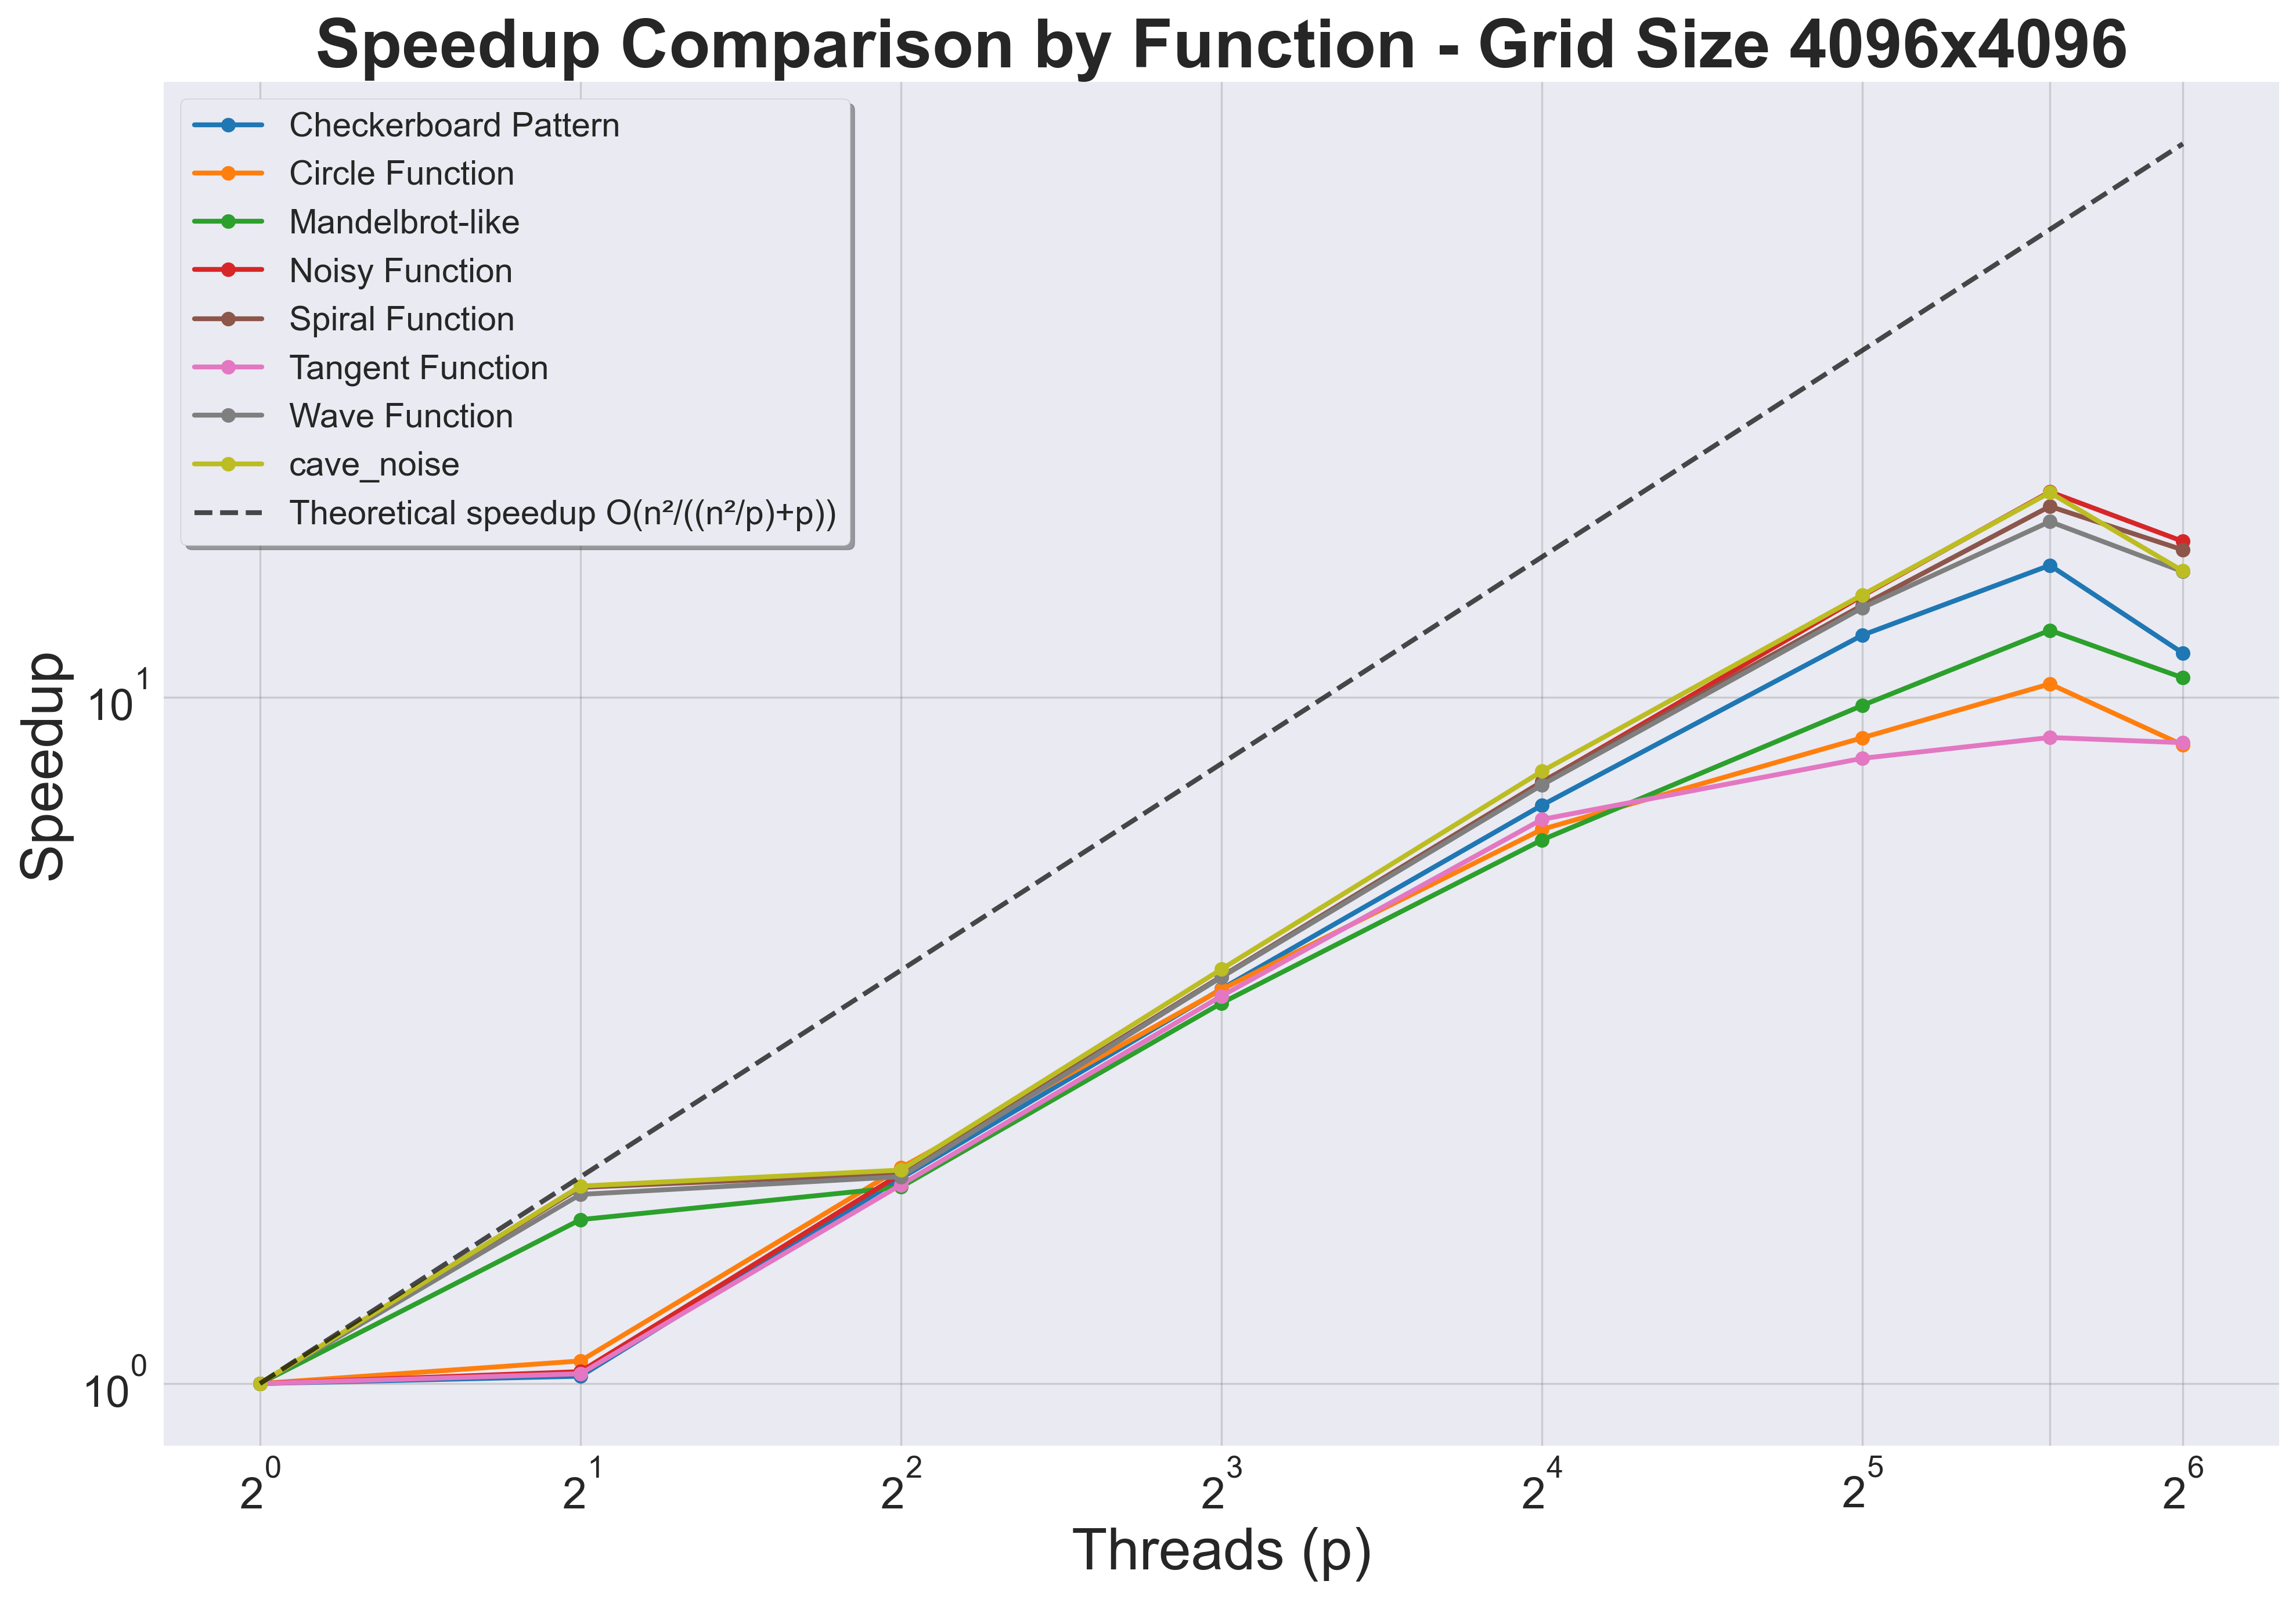 Speedup Comparison by Function - Grid Size 4096x4096
Checkerboard Pattern
Circle Function
Mandelbrot-like
Noisy Function
Spiral Function
Tangent Function
Wave Function
cave_noise
Theoretical speedup O(n²/((n²/p)+p))
Speedup
10¹
10⁰
2⁰ 2¹ 2² 2³ 2⁴ 2⁵ 2⁶
Threads (p)